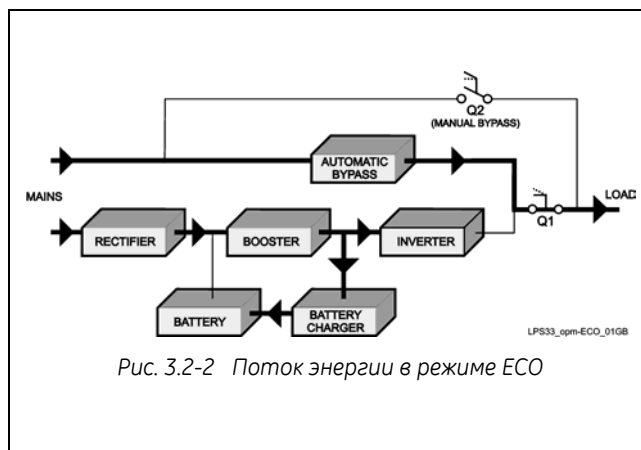 Q2
(MANUAL BYPASS)
AUTOMATIC
BYPASS
MAINS
LOAD
Q1
RECTIFIER
BOOSTER
INVERTER
BATTERY
BATTERY
CHARGER
LPS33_opm-ECO_01GB
Рис. 3.2-2 Поток энергии в режиме ECO